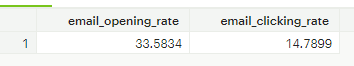 email_opening_rate email_clicking_rate
1 33.5834 14.7899